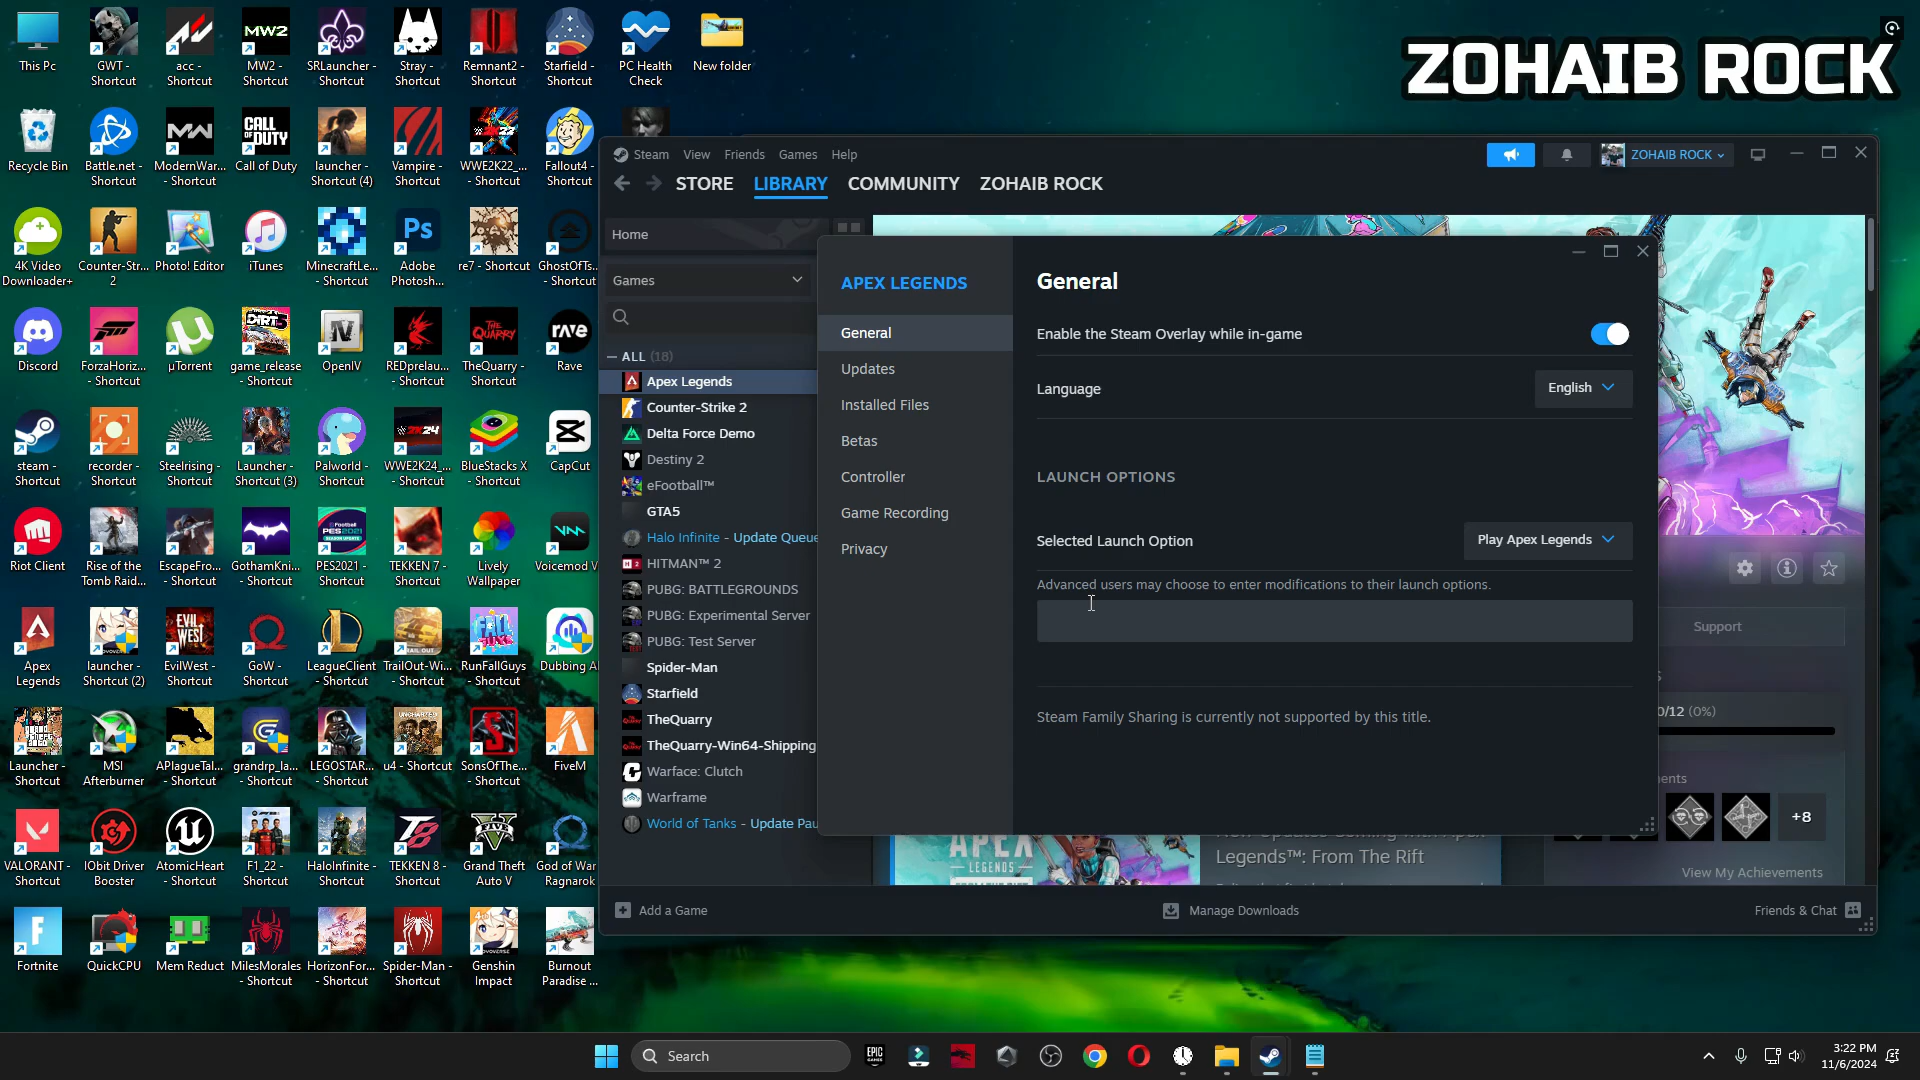 ZOHAIB ROCK
This Pc
GWT -
Shortcut
acc -
Shortcut
MW2
MW2 -
Shortcut
SRLauncher -
Shortcut
Stray -
Shortcut
Remnant2 -
Shortcut
Starfield -
Shortcut
PC Health
Check
New folder
Recycle Bin
Battle.net -
Shortcut
ModernWar...
- Shortcut
CALL OF DUTY
Call of Duty
launcher -
Shortcut (4)
Vampire -
Shortcut
WWE2K22_...
- Shortcut
Fallout4 -
Shortcut
4K Video
Downloader+
Counter-Str...
2
Photo! Editor
iTunes
MinecraftLe...
- Shortcut
Ps
Adobe
Photosh...
re7 - Shortcut
GhostOfTs...
- Shortcut
Discord
ForzaHoriz...
- Shortcut
µTorrent
game_release
- Shortcut
OpenIV
REDprelau...
- Shortcut
TheQuarry -
Shortcut
rave
Rave
steam -
Shortcut
recorder -
Shortcut
Steelrising -
Shortcut
Launcher -
Shortcut (3)
Palworld -
Shortcut
WWE2K24_...
- Shortcut
BlueStacks X
- Shortcut
CapCut
Riot Client
Rise of the
Tomb Raid...
EscapeFro...
- Shortcut
GothamKni...
- Shortcut
PES2021 -
Shortcut
TEKKEN 7 -
Shortcut
Lively
Wallpaper
Voicemod V
Apex
Legends
launcher -
Shortcut (2)
EvilWest -
Shortcut
GoW -
Shortcut
LeagueClient
- Shortcut
TrailOut-Wi...
- Shortcut
RunFallGuys
- Shortcut
Dubbing AI
Launcher -
Shortcut
MSI
Afterburner
APlagueTal...
- Shortcut
grandrp_la...
- Shortcut
LEGOSTAR...
- Shortcut
u4 - Shortcut
SonsOfThe...
- Shortcut
FiveM
VALORANT -
Shortcut
IObit Driver
Booster
AtomicHeart
- Shortcut
F1_22 -
Shortcut
HaloInfinite -
Shortcut
TEKKEN 8 -
Shortcut
Grand Theft
Auto V
God of War
Ragnarok
Fortnite
QuickCPU
Mem Reduct
MilesMorales
- Shortcut
HorizonFor...
- Shortcut
Spider-Man -
Shortcut
Genshin
Impact
Burnout
Paradise ...
Steam View Friends Games Help
ZOHAIB ROCK
STORE LIBRARY COMMUNITY ZOHAIB ROCK
Home
Games
ALL (18)
Apex Legends
Counter-Strike 2
Delta Force Demo
Destiny 2
eFootball™
GTA5
Halo Infinite - Update Queue
HITMAN™ 2
PUBG: BATTLEGROUNDS
PUBG: Experimental Server
PUBG: Test Server
Spider-Man
Starfield
TheQuarry
TheQuarry-Win64-Shipping
Warface: Clutch
Warframe
World of Tanks - Update Pau
APEX LEGENDS
General
Updates
Installed Files
Betas
Controller
Game Recording
Privacy
General
Enable the Steam Overlay while in-game
Language
English
LAUNCH OPTIONS
Selected Launch Option
Play Apex Legends
Advanced users may choose to enter modifications to their launch options.
Steam Family Sharing is currently not supported by this title.
Support
0/12 (0%)
+8
View My Achievements
APEX
LEGENDS
Legends™: From The Rift
Add a Game
Manage Downloads
Friends & Chat
Search
EPIC
GAMES
3:22 PM
11/6/2024